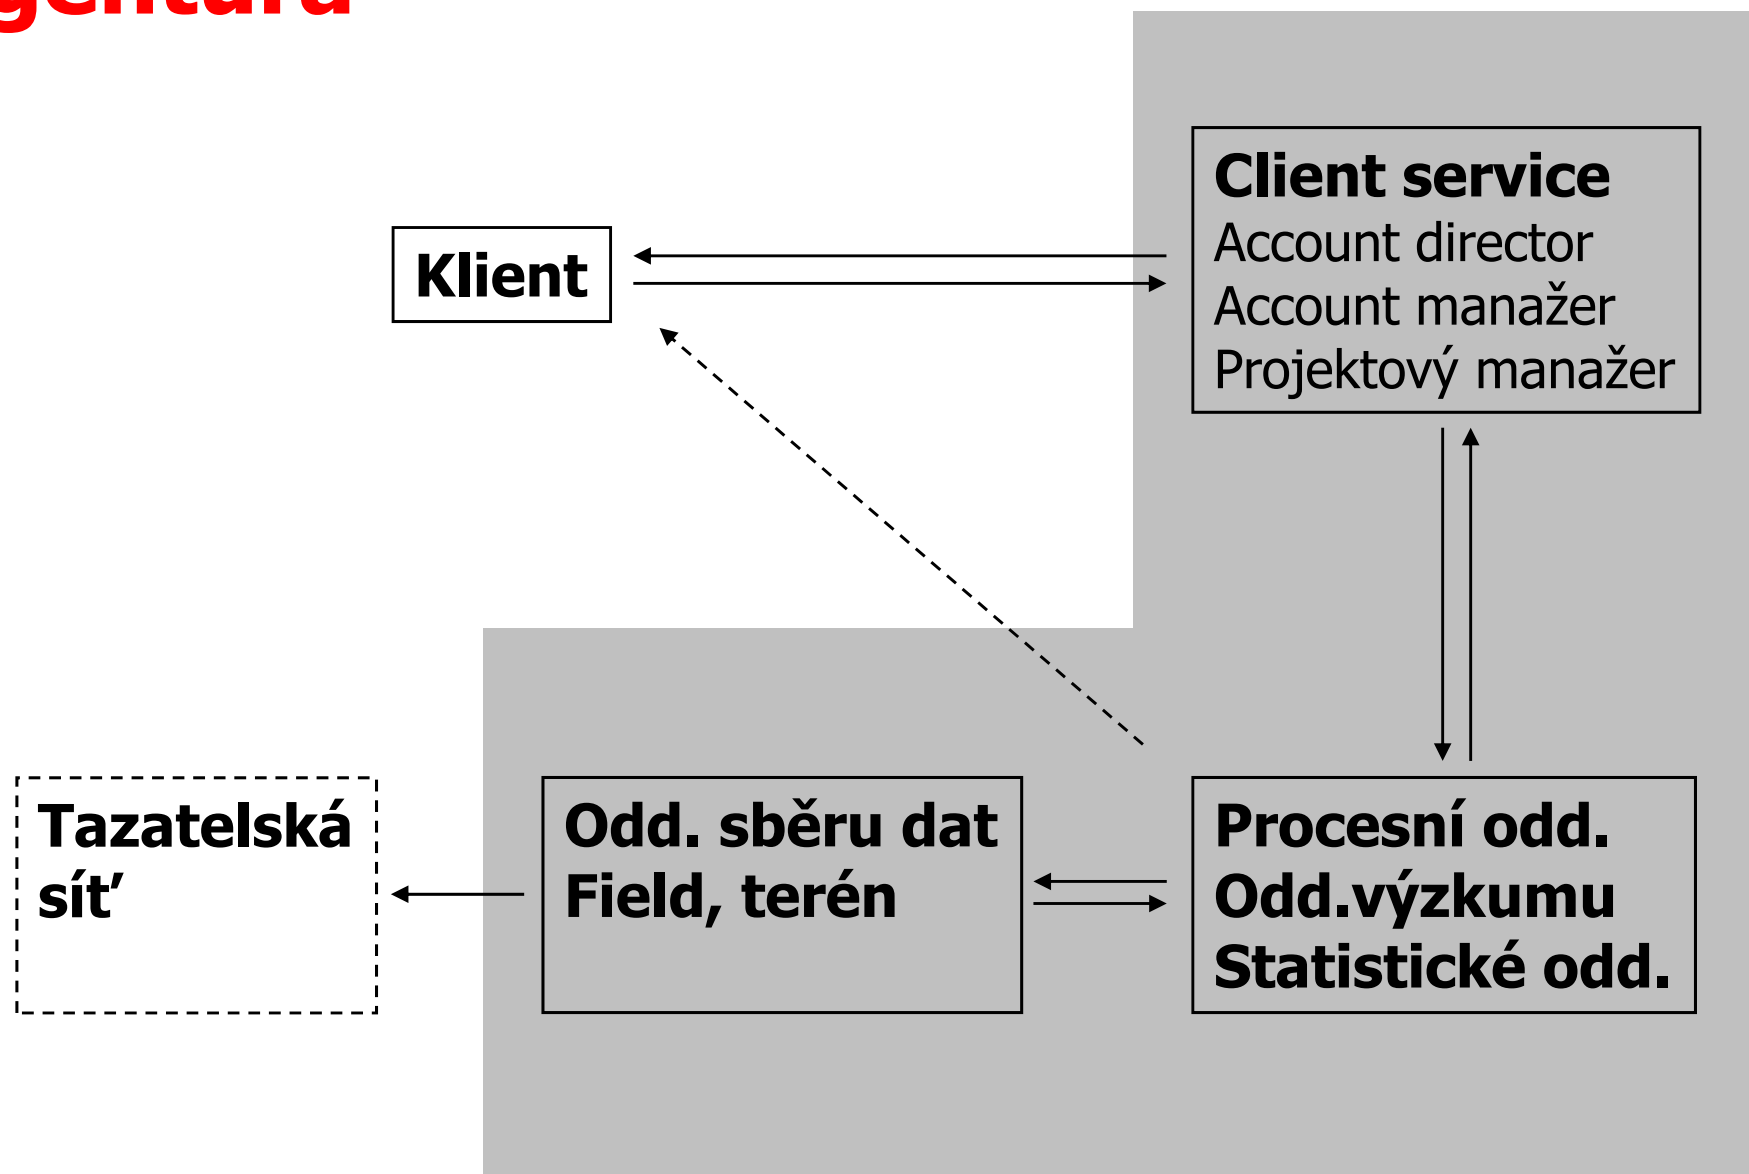 gentura
Klient
Client service
Account director
Account manažer
Projektový manažer
Tazatelská
síť
Odd. sběru dat
Field, terén
Procesní odd.
Odd.výzkumu
Statistické odd.